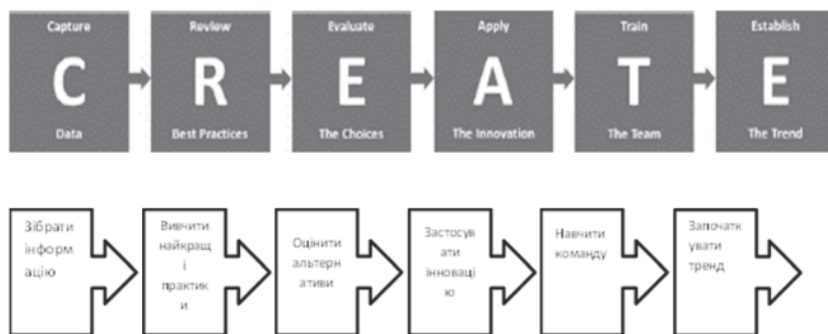 Capture Review Evaluate Apply Train Establish
C R E A T E
Data Best Practices The Choices The Innovation The Team The Trend
Зібрати
інформ
ацію
Вивчити
найкращ
і
практик
и
Оцінити
альтерн
ативи
Застосув
ати
інноваці
ю
Навчити
команду
Започатк
увати
тренд